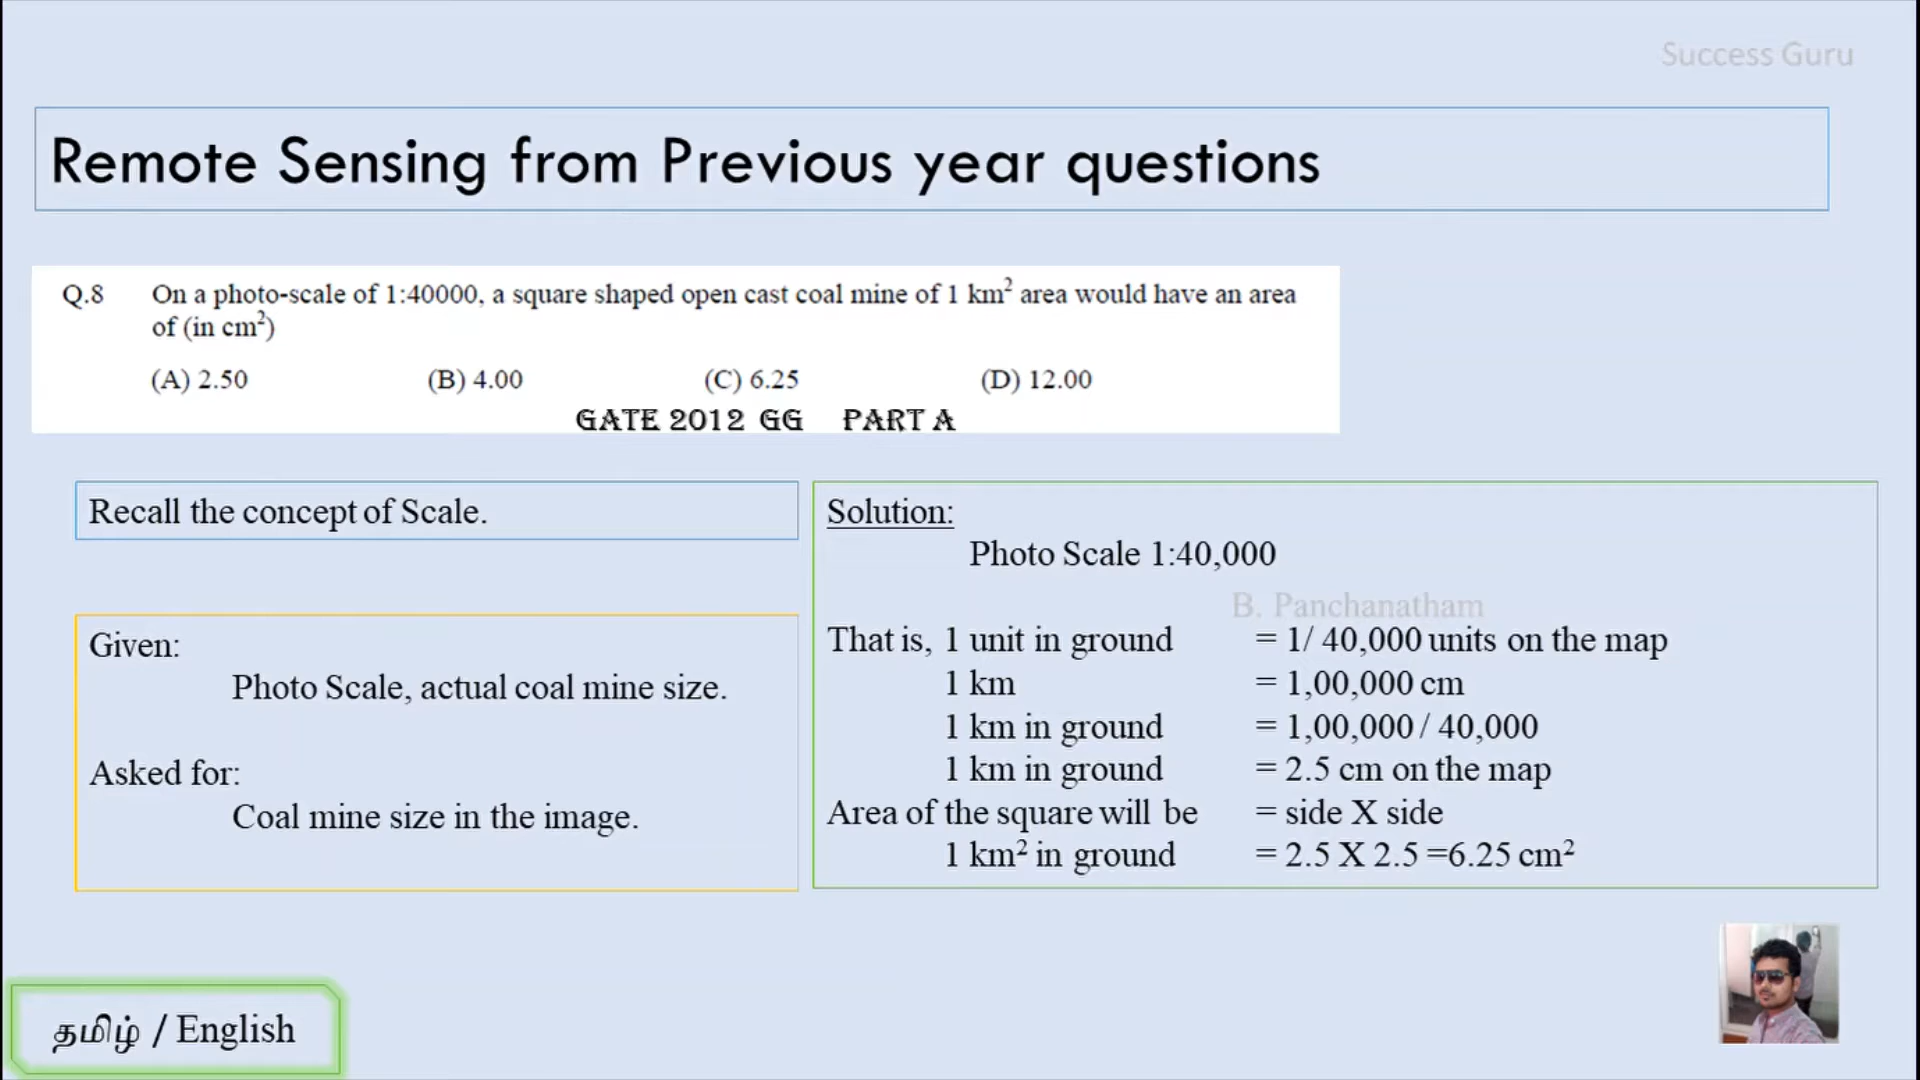 Success Guru
Remote Sensing from Previous year questions
Q.8 On a photo-scale of 1:40000, a square shaped open cast coal mine of 1 km² area would have an area
of (in cm²)
(A) 2.50 (B) 4.00 (C) 6.25 (D) 12.00
GATE 2012 GG PART A
Recall the concept of Scale.
Given:
Photo Scale, actual coal mine size.
Asked for:
Coal mine size in the image.
Solution:
Photo Scale 1:40,000
B. Panchanatham
That is, 1 unit in ground = 1/ 40,000 units on the map
1 km = 1,00,000 cm
1 km in ground = 1,00,000 / 40,000
1 km in ground = 2.5 cm on the map
Area of the square will be = side X side
1 km² in ground = 2.5 X 2.5 =6.25 cm²
தமிழ் / English